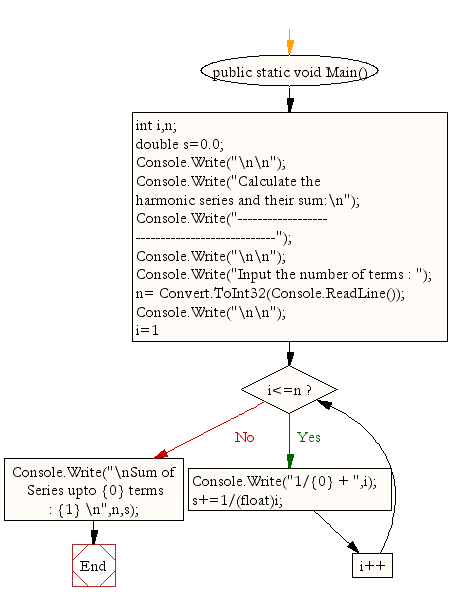 public static void Main()
int i,n;
double s=0.0;
Console.Write("\n\n");
Console.Write("Calculate the
harmonic series and their sum:\n");
Console.Write("------------------
----------------------------");
Console.Write("\n\n");
Console.Write("Input the number of terms : ");
n= Convert.ToInt32(Console.ReadLine());
Console.Write("\n\n");
i=1
i<=n ?
No
Yes
Console.Write("\nSum of
Series upto {0} terms
: {1} \n",n,s);
Console.Write("1/{0} + ",i);
s+=1/(float)i;
End
i++